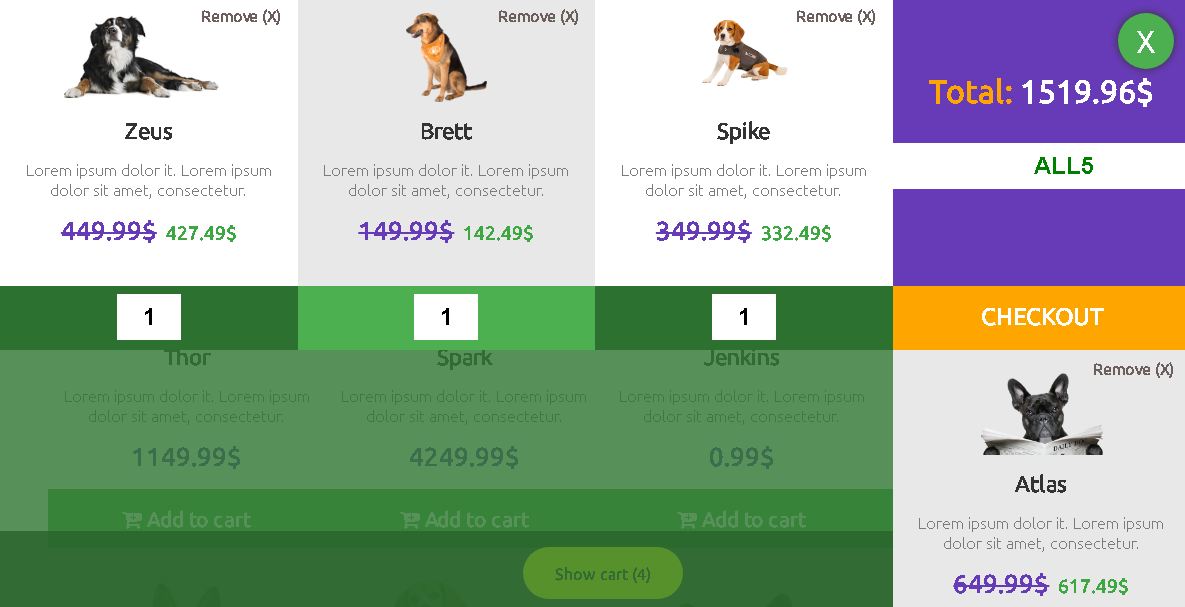 Remove (X)
Zeus
Lorem ipsum dolor it. Lorem ipsum
dolor sit amet, consectetur.
449.99$ 427.49$
1
Remove (X)
Brett
Lorem ipsum dolor it. Lorem ipsum
dolor sit amet, consectetur.
149.99$ 142.49$
1
Remove (X)
Spike
Lorem ipsum dolor it. Lorem ipsum
dolor sit amet, consectetur.
349.99$ 332.49$
1
X
Total: 1519.96$
ALL5
CHECKOUT
Thor
Lorem ipsum dolor it. Lorem ipsum
dolor sit amet, consectetur.
1149.99$
Add to cart
Spark
Lorem ipsum dolor it. Lorem ipsum
dolor sit amet, consectetur.
4249.99$
Add to cart
Jenkins
Lorem ipsum dolor it. Lorem ipsum
dolor sit amet, consectetur.
0.99$
Add to cart
Remove (X)
DAILY
Atlas
Lorem ipsum dolor it. Lorem ipsum
dolor sit amet, consectetur.
649.99$ 617.49$
Show cart (4)